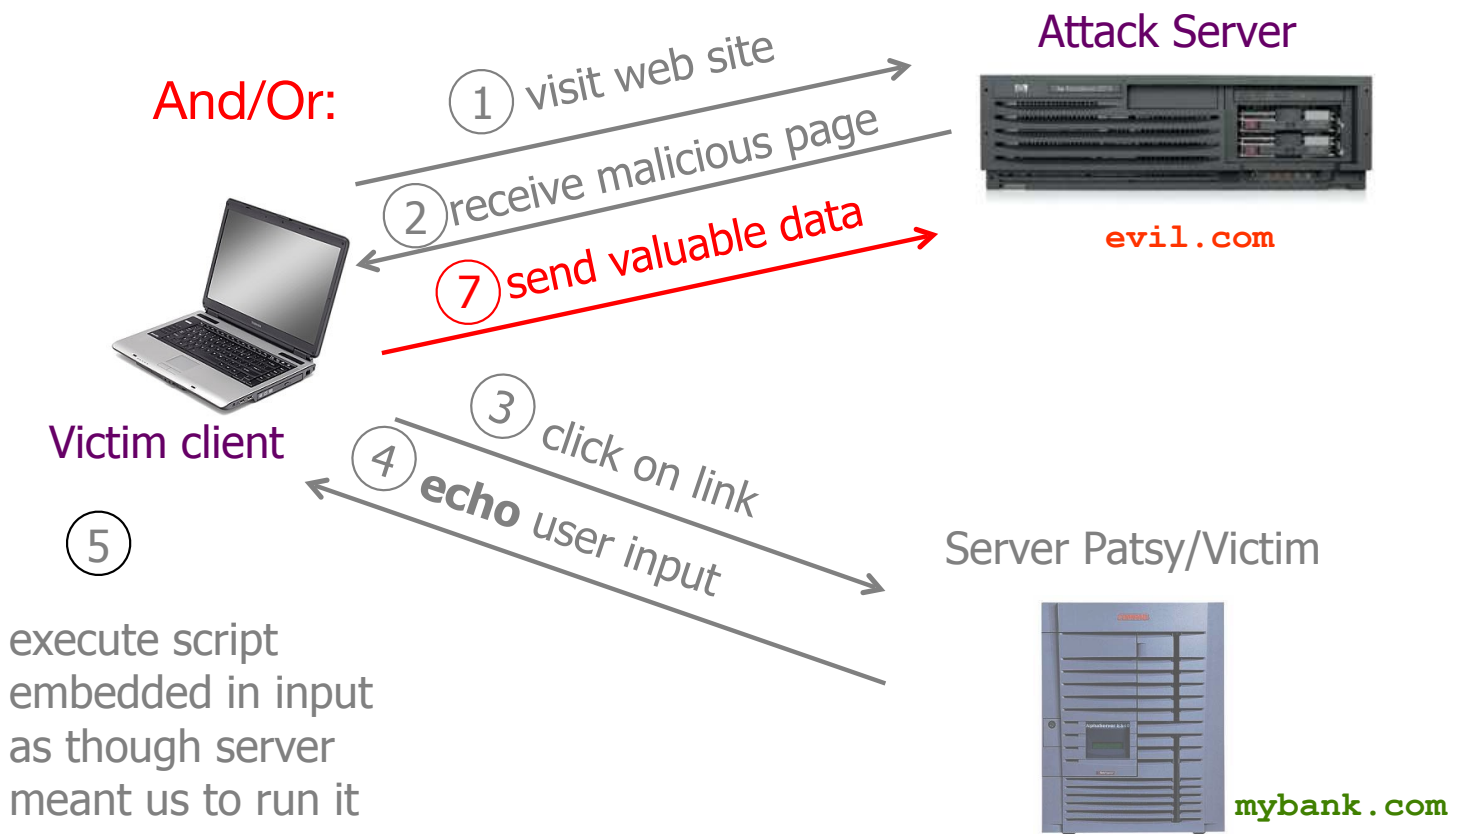 Attack Server
And/Or:
1 visit web site
2 receive malicious page
7 send valuable data
evil.com
Victim client
3 click on link
4 echo user input
5
Server Patsy/Victim
execute script
embedded in input
as though server
meant us to run it
mybank.com